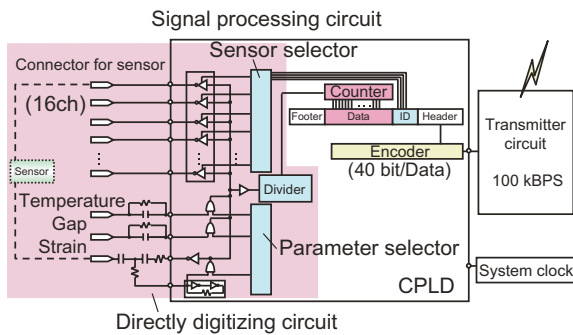 Signal processing circuit
Connector for sensor
Sensor selector
(16ch)
Counter
Footer Data ID Header
Encoder
(40 bit/Data)
Transmitter
circuit
100 kBPS
Sensor
Divider
Temperature
Gap
Strain
Parameter selector
CPLD
System clock
Directly digitizing circuit